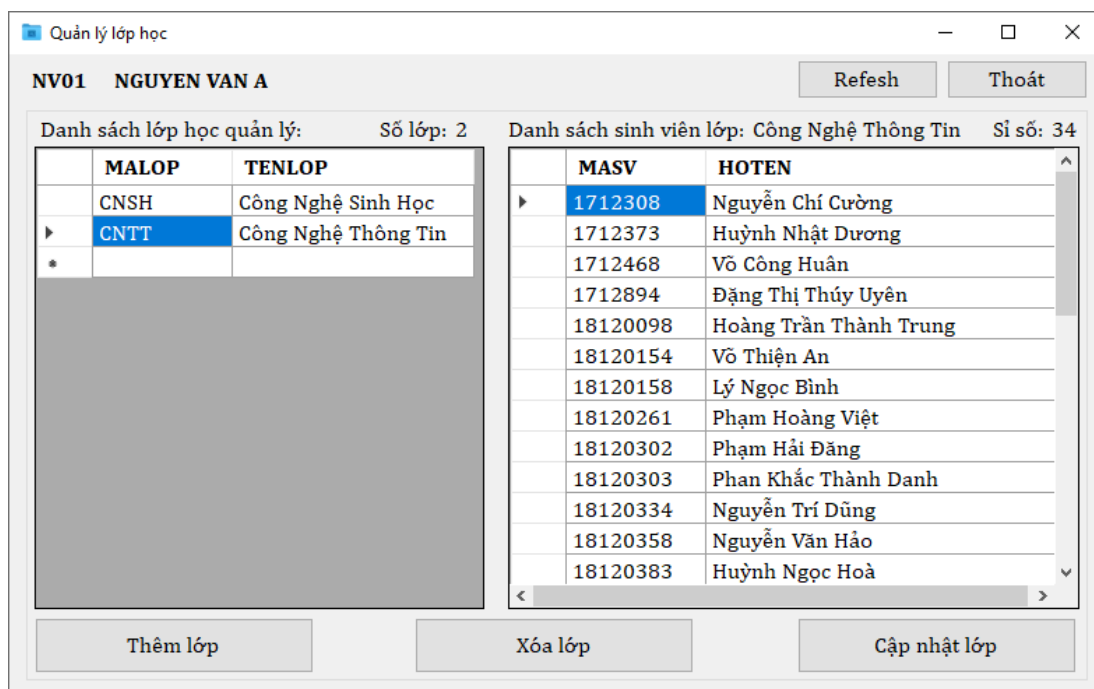 Quản lý lớp học
NV01 NGUYEN VAN A Refesh Thoát
Danh sách lớp học quản lý: Số lớp: 2
MALOP TENLOP
CNSH Công Nghệ Sinh Học
CNTT Công Nghệ Thông Tin
Danh sách sinh viên lớp: Công Nghệ Thông Tin Sỉ số: 34
MASV HOTEN
1712308 Nguyễn Chí Cường
1712373 Huỳnh Nhật Dương
1712468 Võ Công Huân
1712894 Đặng Thị Thúy Uyên
18120098 Hoàng Trần Thành Trung
18120154 Võ Thiện An
18120158 Lý Ngọc Bình
18120261 Phạm Hoàng Việt
18120302 Phạm Hải Đăng
18120303 Phan Khắc Thành Danh
18120334 Nguyễn Trí Dũng
18120358 Nguyễn Văn Hảo
18120383 Huỳnh Ngọc Hoà
Thêm lớp Xóa lớp Cập nhật lớp